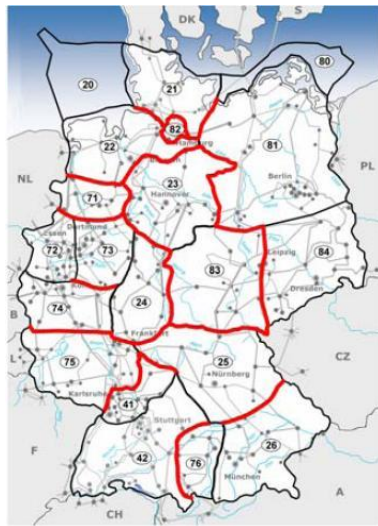 DK
S
20
21
80
82
Hamburg
22
81
NL
PL
Berlin
71
23
Hannover
Dortmund
72
73
83
Leipzig
84
Dresden
74
24
B
Frankfurt
L
75
25
CZ
Nürnberg
Karlsruhe
41
Stuttgart
F
42
76
26
München
CH
A